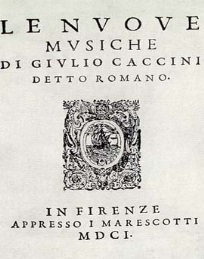 LE NVOVE
MVSICHE
DI GIVLIO CACCINI
DETTO ROMANO.
IN FIRENZE
APPRESSO I MARESCOTTI
MDCI.